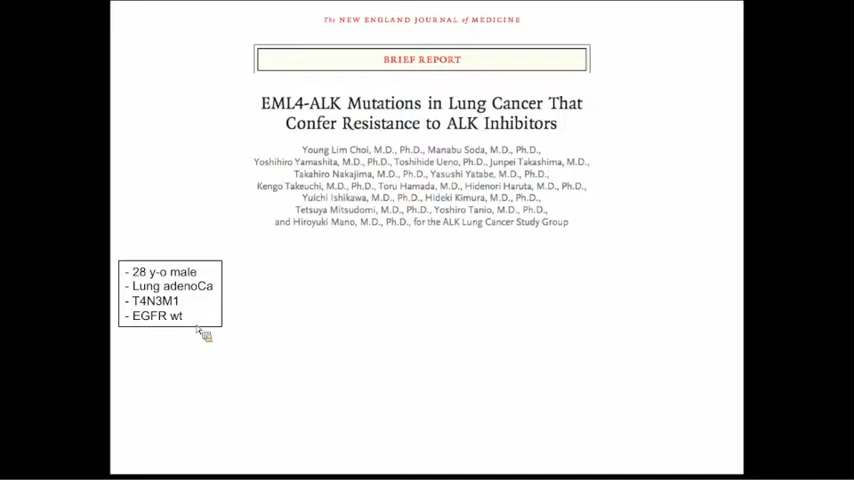 The NEW ENGLAND JOURNAL of MEDICINE
BRIEF REPORT
EML4-ALK Mutations in Lung Cancer That
Confer Resistance to ALK Inhibitors
Young Lim Choi, M.D., Ph.D., Manabu Soda, M.D., Ph.D.,
Yoshihiro Yamashita, M.D., Ph.D., Toshihide Ueno, Ph.D., Junpei Takashima, M.D.,
Takahiro Nakajima, M.D., Ph.D., Yasushi Yatabe, M.D., Ph.D.,
Kengo Takeuchi, M.D., Ph.D., Toru Hamada, M.D., Hidenori Haruta, M.D., Ph.D.,
Yuichi Ishikawa, M.D., Ph.D., Hideki Kimura, M.D., Ph.D.,
Tetsuya Mitsudomi, M.D., Ph.D., Yoshiro Tanio, M.D., Ph.D.,
and Hiroyuki Mano, M.D., Ph.D., for the ALK Lung Cancer Study Group
- 28 y-o male
- Lung adenoCa
- T4N3M1
- EGFR wt